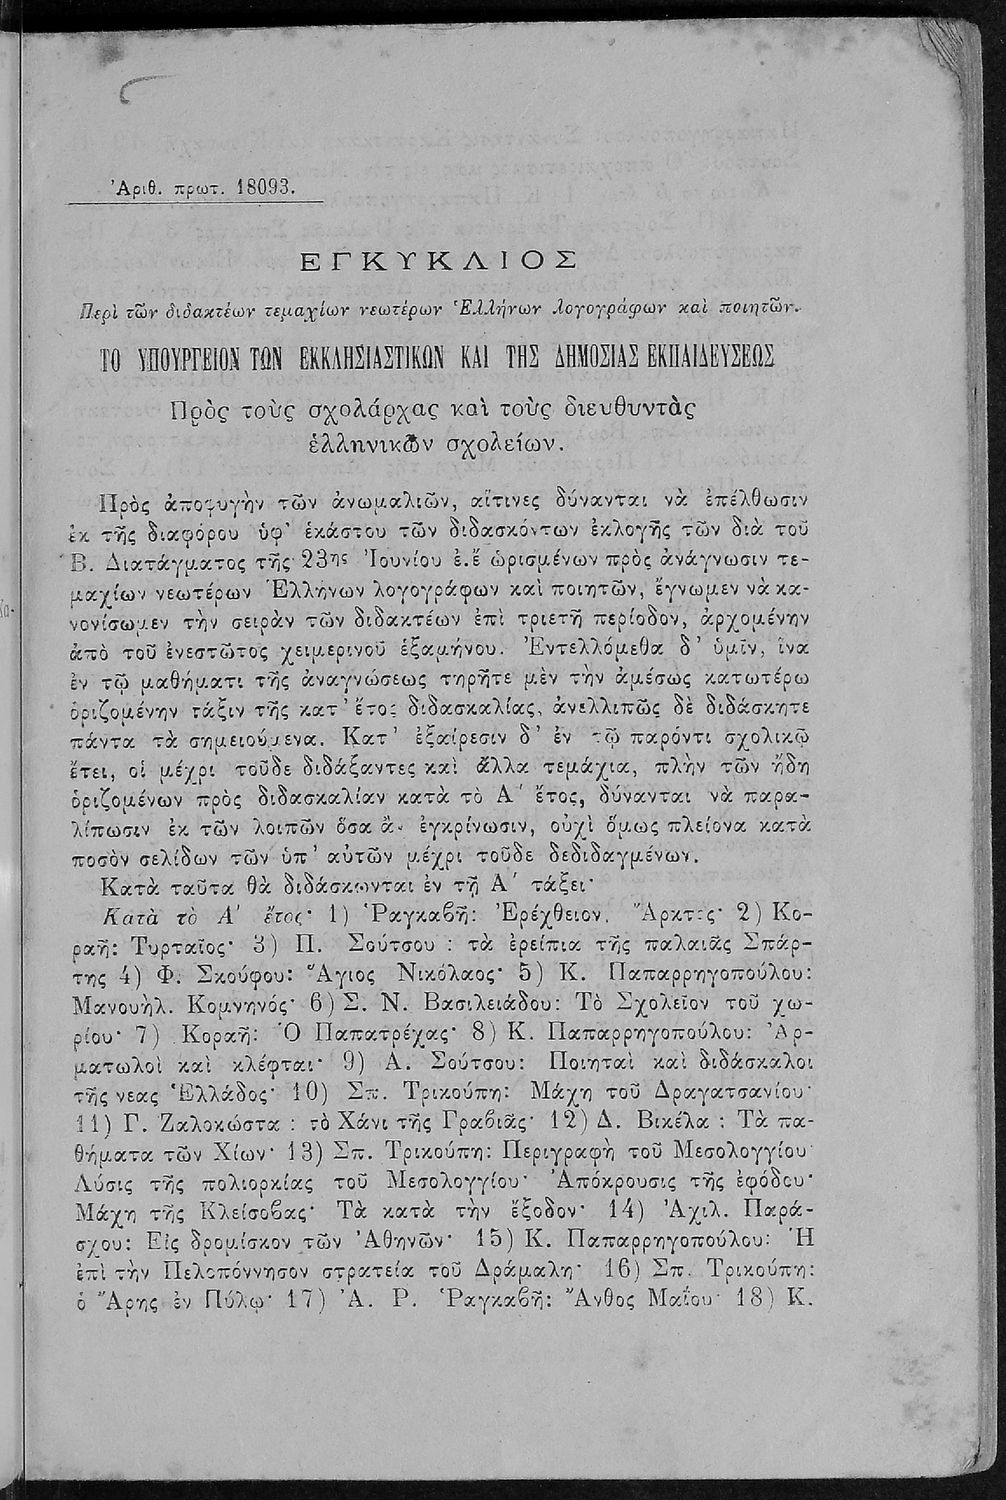 Ἀριθ. πρωτ. 18093.
ΕΓΚΥΚΛΙΟΣ
Περὶ τῶν διδακτέων τεμαχίων νεωτέρων Ἑλλήνων λογογράφων καὶ ποιητῶν.
ΤΟ ΥΠΟΥΡΓΕΙΟΝ ΤΩΝ ΕΚΚΛΗΣΙΑΣΤΙΚΩΝ ΚΑΙ ΤΗΣ ΔΗΜΟΣΙΑΣ ΕΚΠΑΙΔΕΥΣΕΩΣ
Πρὸς τοὺς σχολάρχας καὶ τοὺς διευθυντὰς
ἑλληνικῶν σχολείων.
Πρὸς ἀποφυγὴν τῶν ἀνωμαλιῶν, αἵτινες δύνανται νὰ ἐπέλθωσιν
ἐκ τῆς διαφόρου ὑφ' ἑκάστου τῶν διδασκόντων ἐκλογῆς τῶν διὰ τοῦ
Β. Διατάγματος τῆς 23ης Ἰουνίου ἐ.ἔ ὡρισμένων πρὸς ἀνάγνωσιν τε-
μαχίων νεωτέρων Ἑλλήνων λογογράφων καὶ ποιητῶν, ἔγνωμεν νὰ κα-
νονίσωμεν τὴν σειρὰν τῶν διδακτέων ἐπὶ τριετῆ περίοδον, ἀρχομένην
ἀπὸ τοῦ ἐνεστῶτος χειμερινοῦ ἑξαμήνου. Ἐντελλόμεθα δ' ὑμῖν, ἵνα
ἐν τῷ μαθήματι τῆς ἀναγνώσεως τηρῆτε μὲν τὴν ἀμέσως κατωτέρω
ὁριζομένην τάξιν τῆς κατ' ἔτος διδασκαλίας, ἀνελλιπῶς δὲ διδάσκητε
πάντα τὰ σημειούμενα. Κατ' ἐξαίρεσιν δ' ἐν τῷ παρόντι σχολικῷ
ἔτει, οἱ μέχρι τοῦδε διδάξαντες καὶ ἄλλα τεμάχια, πλὴν τῶν ἤδη
ὁριζομένων πρὸς διδασκαλίαν κατὰ τὸ Α' ἔτος, δύνανται νὰ παρα-
λίπωσιν ἐκ τῶν λοιπῶν ὅσα ἂν ἐγκρίνωσιν, οὐχὶ ὅμως πλείονα κατὰ
ποσὸν σελίδων τῶν ὑπ' αὐτῶν μέχρι τοῦδε δεδιδαγμένων.
Κατὰ ταῦτα θὰ διδάσκωνται ἐν τῇ Α' τάξει·
Κατὰ τὸ Α' ἔτος· 1) Ῥαγκαβῆ: Ἐρέχθειον, Ἄρκτος· 2) Κο-
ραῆ: Τυρταῖος· 3) Π. Σούτσου : τὰ ἐρείπια τῆς παλαιᾶς Σπάρ-
της 4) Φ. Σκούφου: Ἅγιος Νικόλαος· 5) Κ. Παπαρρηγοπούλου:
Μανουὴλ Κομνηνός· 6) Σ. Ν. Βασιλειάδου: Τὸ Σχολεῖον τοῦ χω-
ρίου· 7) Κοραῆ: Ὁ Παπατρέχας· 8) Κ. Παπαρρηγοπούλου: Ἀρ-
ματωλοὶ καὶ κλέφται· 9) Α. Σούτσου: Ποιηταὶ καὶ διδάσκαλοι
τῆς νεας Ἑλλάδος· 10) Σπ. Τρικούπη: Μάχη τοῦ Δραγατσανίου·
11) Γ. Ζαλοκώστα : τὸ Χάνι τῆς Γραβιᾶς· 12) Δ. Βικέλα : Τὰ πα-
θήματα τῶν Χίων· 13) Σπ. Τρικούπη: Περιγραφὴ τοῦ Μεσολογγίου
Λύσις τῆς πολιορκίας τοῦ Μεσολογγίου· Ἀπόκρουσις τῆς ἐφόδου·
Μάχη τῆς Κλείσοβας· Τὰ κατὰ τὴν ἔξοδον· 14) Ἀχιλ. Παρά-
σχου: Εἰς δρομίσκον τῶν Ἀθηνῶν· 15) Κ. Παπαρρηγοπούλου: Ἡ
ἐπὶ τὴν Πελοπόννησον στρατεία τοῦ Δράμαλη· 16) Σπ. Τρικούπη:
ὁ Ἄρης ἐν Πύλῳ· 17) Ἀ. Ρ. Ῥαγκαβῆ: Ἄνθος Μαΐου· 18) Κ.